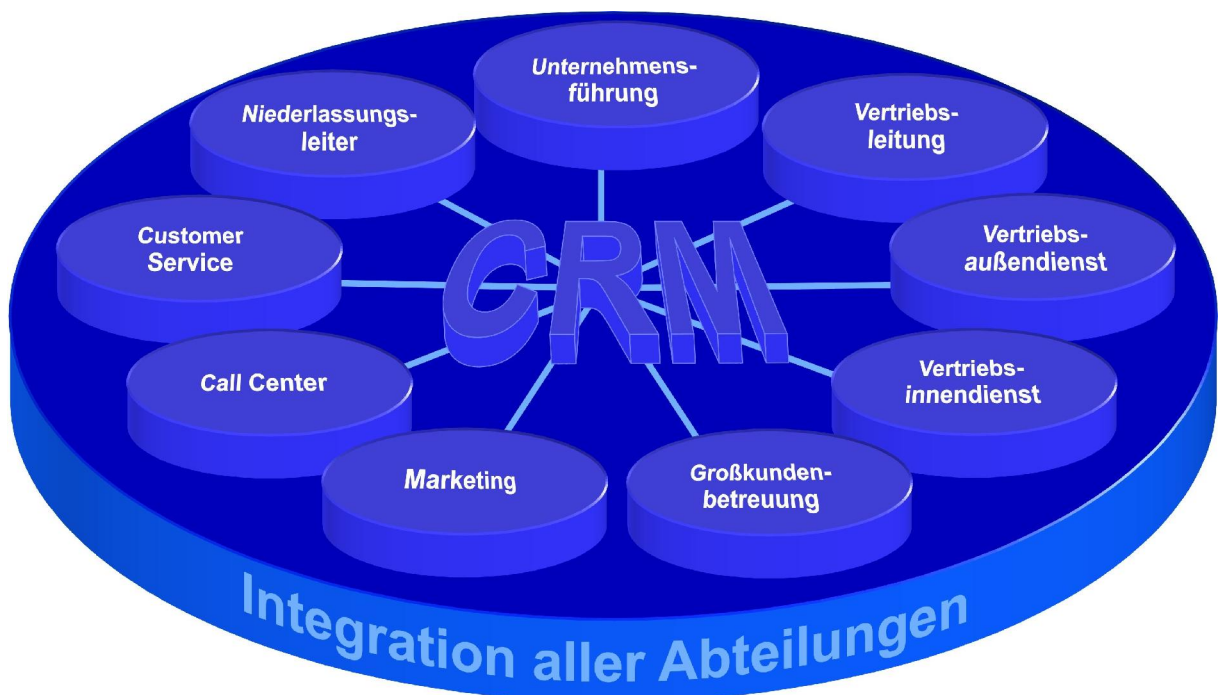 Unternehmens-
führung
Niederlassungs-
leiter
Vertriebs-
leitung
Customer
Service
CRM
Vertriebs-
außendienst
Call Center
Vertriebs-
innendienst
Marketing
Großkunden-
betreuung
Integration aller Abteilungen